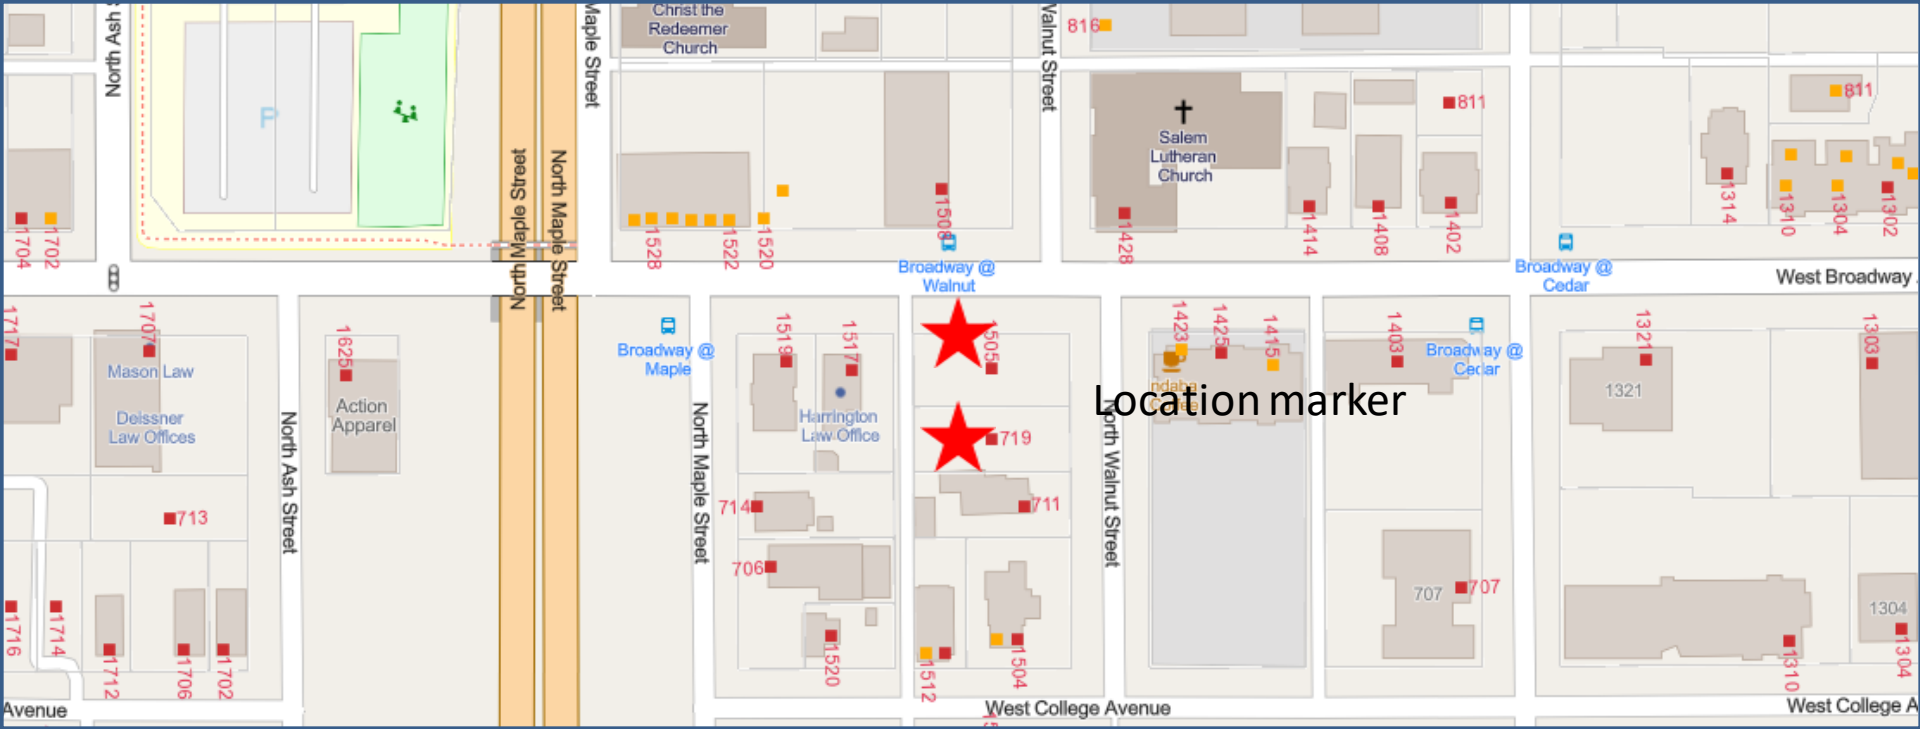 North Ash S
Maple Street
Christ the
Redeemer
Church
Walnut Street
816
P
811
811
Salem
Lutheran
Church
North Maple Street
North Maple Street
1704
1702
1528
1522
1520
1508
1428
1414
1408
1402
1314
1310
1304
1302
Broadway @
Walnut
Broadway @
Cedar
West Broadway
1717
1707
1625
1519
1517
1505
1423
1425
1415
1403
1321
1303
Mason Law
Deissner
Law Offices
Action
Apparel
Broadway @
Maple
Harrington
Law Office
719
ndaba
Coffee
Location marker
Broadway @
Cedar
1321
North Ash Street
North Maple Street
North Walnut Street
713
714
711
706
707
707
1304
1716
1714
1712
1706
1702
1520
1512
1504
1310
1304
Avenue
West College Avenue
West College A